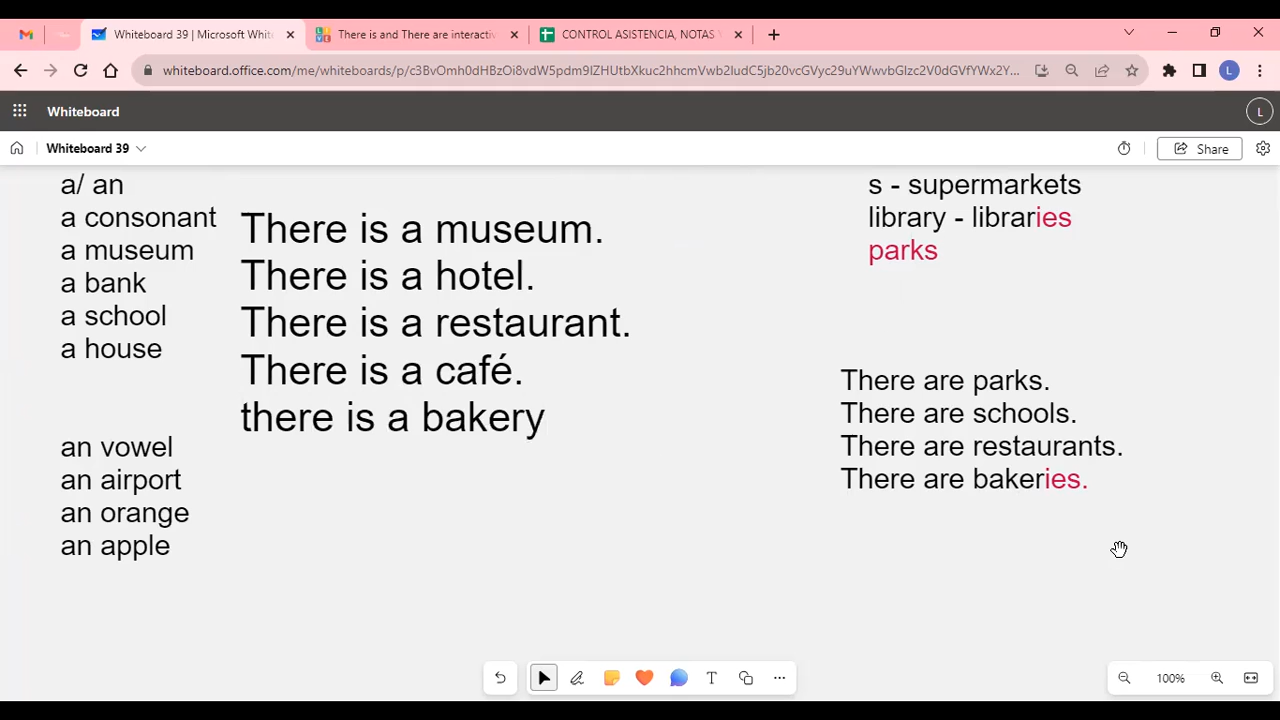 Whiteboard 39 | Microsoft Whit
There is and There are interactiv
CONTROL ASISTENCIA, NOTAS
L
Whiteboard
L
Whiteboard 39
Share
a/ an
a consonant
a museum
a bank
a school
a house
an vowel
an airport
an orange
an apple
There is a museum.
There is a hotel.
There is a restaurant.
There is a café.
there is a bakery
s - supermarkets
library - libraries
parks
There are parks.
There are schools.
There are restaurants.
There are bakeries.
T
100%